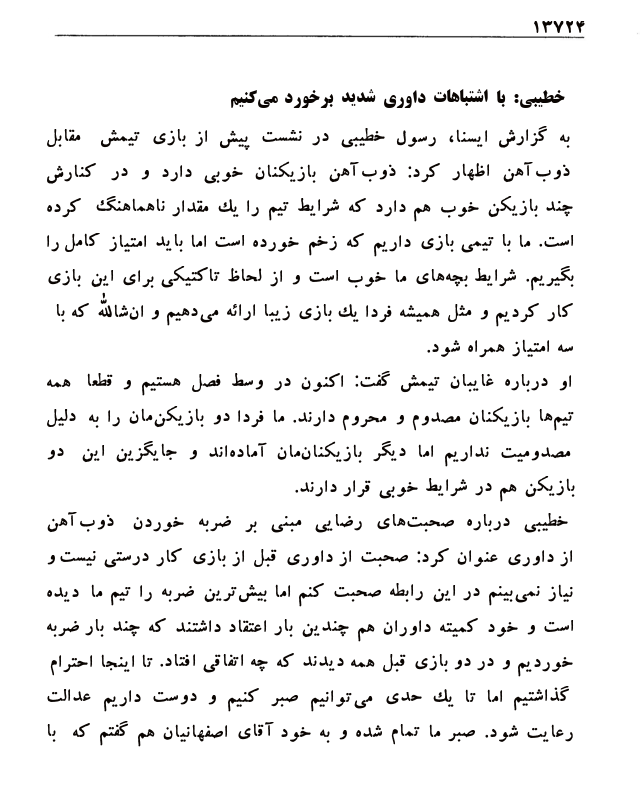 ۱۳۷۲۴
خطیبی: با اشتباهات داوری شدید برخورد می‌کنیم
به گزارش ایسنا، رسول خطیبی در نشست پیش از بازی تیمش مقابل
ذوب‌آهن اظهار کرد: ذوب‌آهن بازیکنان خوبی دارد و در کنارش
چند بازیکن خوب هم دارد که شرایط تیم را یك مقدار ناهماهنگ کرده
است. ما با تیمی بازی داریم که زخم خورده است اما باید امتیاز کامل را
بگیریم. شرایط بچه‌های ما خوب است و از لحاظ تاکتیکی برای این بازی
کار کردیم و مثل همیشه فردا یك بازی زیبا ارائه می‌دهیم و ان‌شاالله که با
سه امتیاز همراه شود.
او درباره غایبان تیمش گفت: اکنون در وسط فصل هستیم و قطعا همه
تیم‌ها بازیکنان مصدوم و محروم دارند. ما فردا دو بازیکن‌مان را به دلیل
مصدومیت نداریم اما دیگر بازیکنان‌مان آماده‌اند و جایگزین این دو
بازیکن هم در شرایط خوبی قرار دارند.
خطیبی درباره صحبت‌های رضایی مبنی بر ضربه خوردن ذوب‌آهن
از داوری عنوان کرد: صحبت از داوری قبل از بازی کار درستی نیست و
نیاز نمی‌بینم در این رابطه صحبت کنم اما بیش‌ترین ضربه را تیم ما دیده
است و خود کمیته داوران هم چندین بار اعتقاد داشتند که چند بار ضربه
خوردیم و در دو بازی قبل همه دیدند که چه اتفاقی افتاد. تا اینجا احترام
گذاشتیم اما تا یك حدی می‌توانیم صبر کنیم و دوست داریم عدالت
رعایت شود. صبر ما تمام شده و به خود آقای اصفهانیان هم گفتم که با